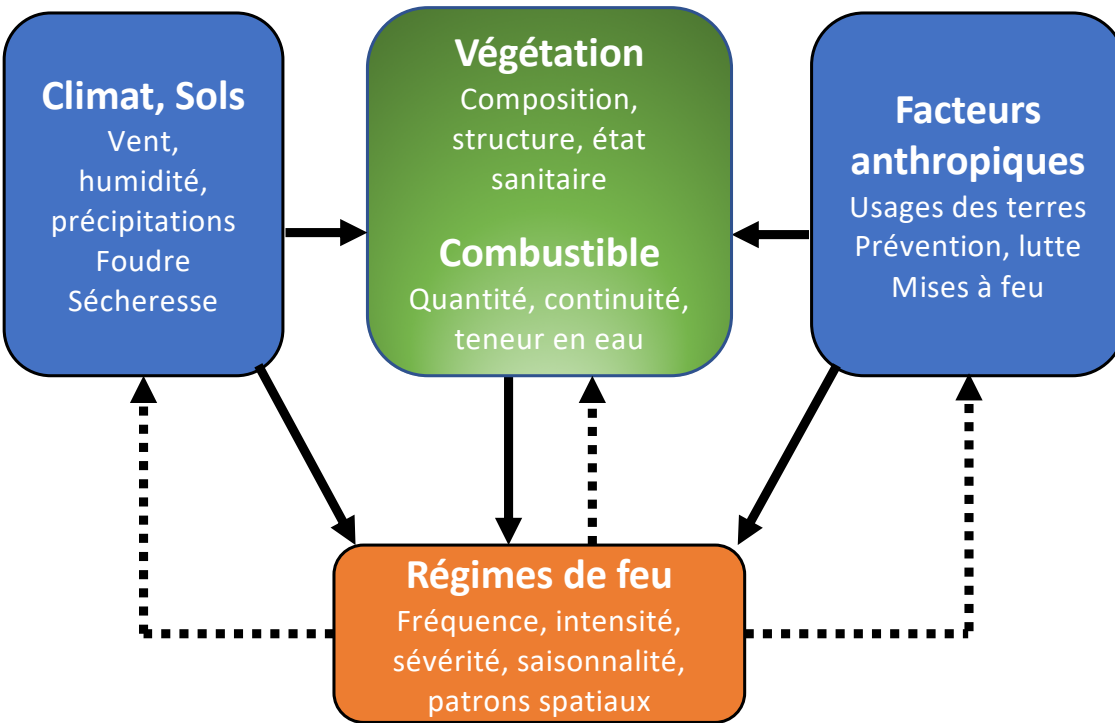 Climat, Sols
Vent,
humidité,
précipitations
Foudre
Sécheresse
Végétation
Composition,
structure, état
sanitaire
Combustible
Quantité, continuité,
teneur en eau
Facteurs
anthropiques
Usages des terres
Prévention, lutte
Mises à feu
Régimes de feu
Fréquence, intensité,
sévérité, saisonnalité,
patrons spatiaux